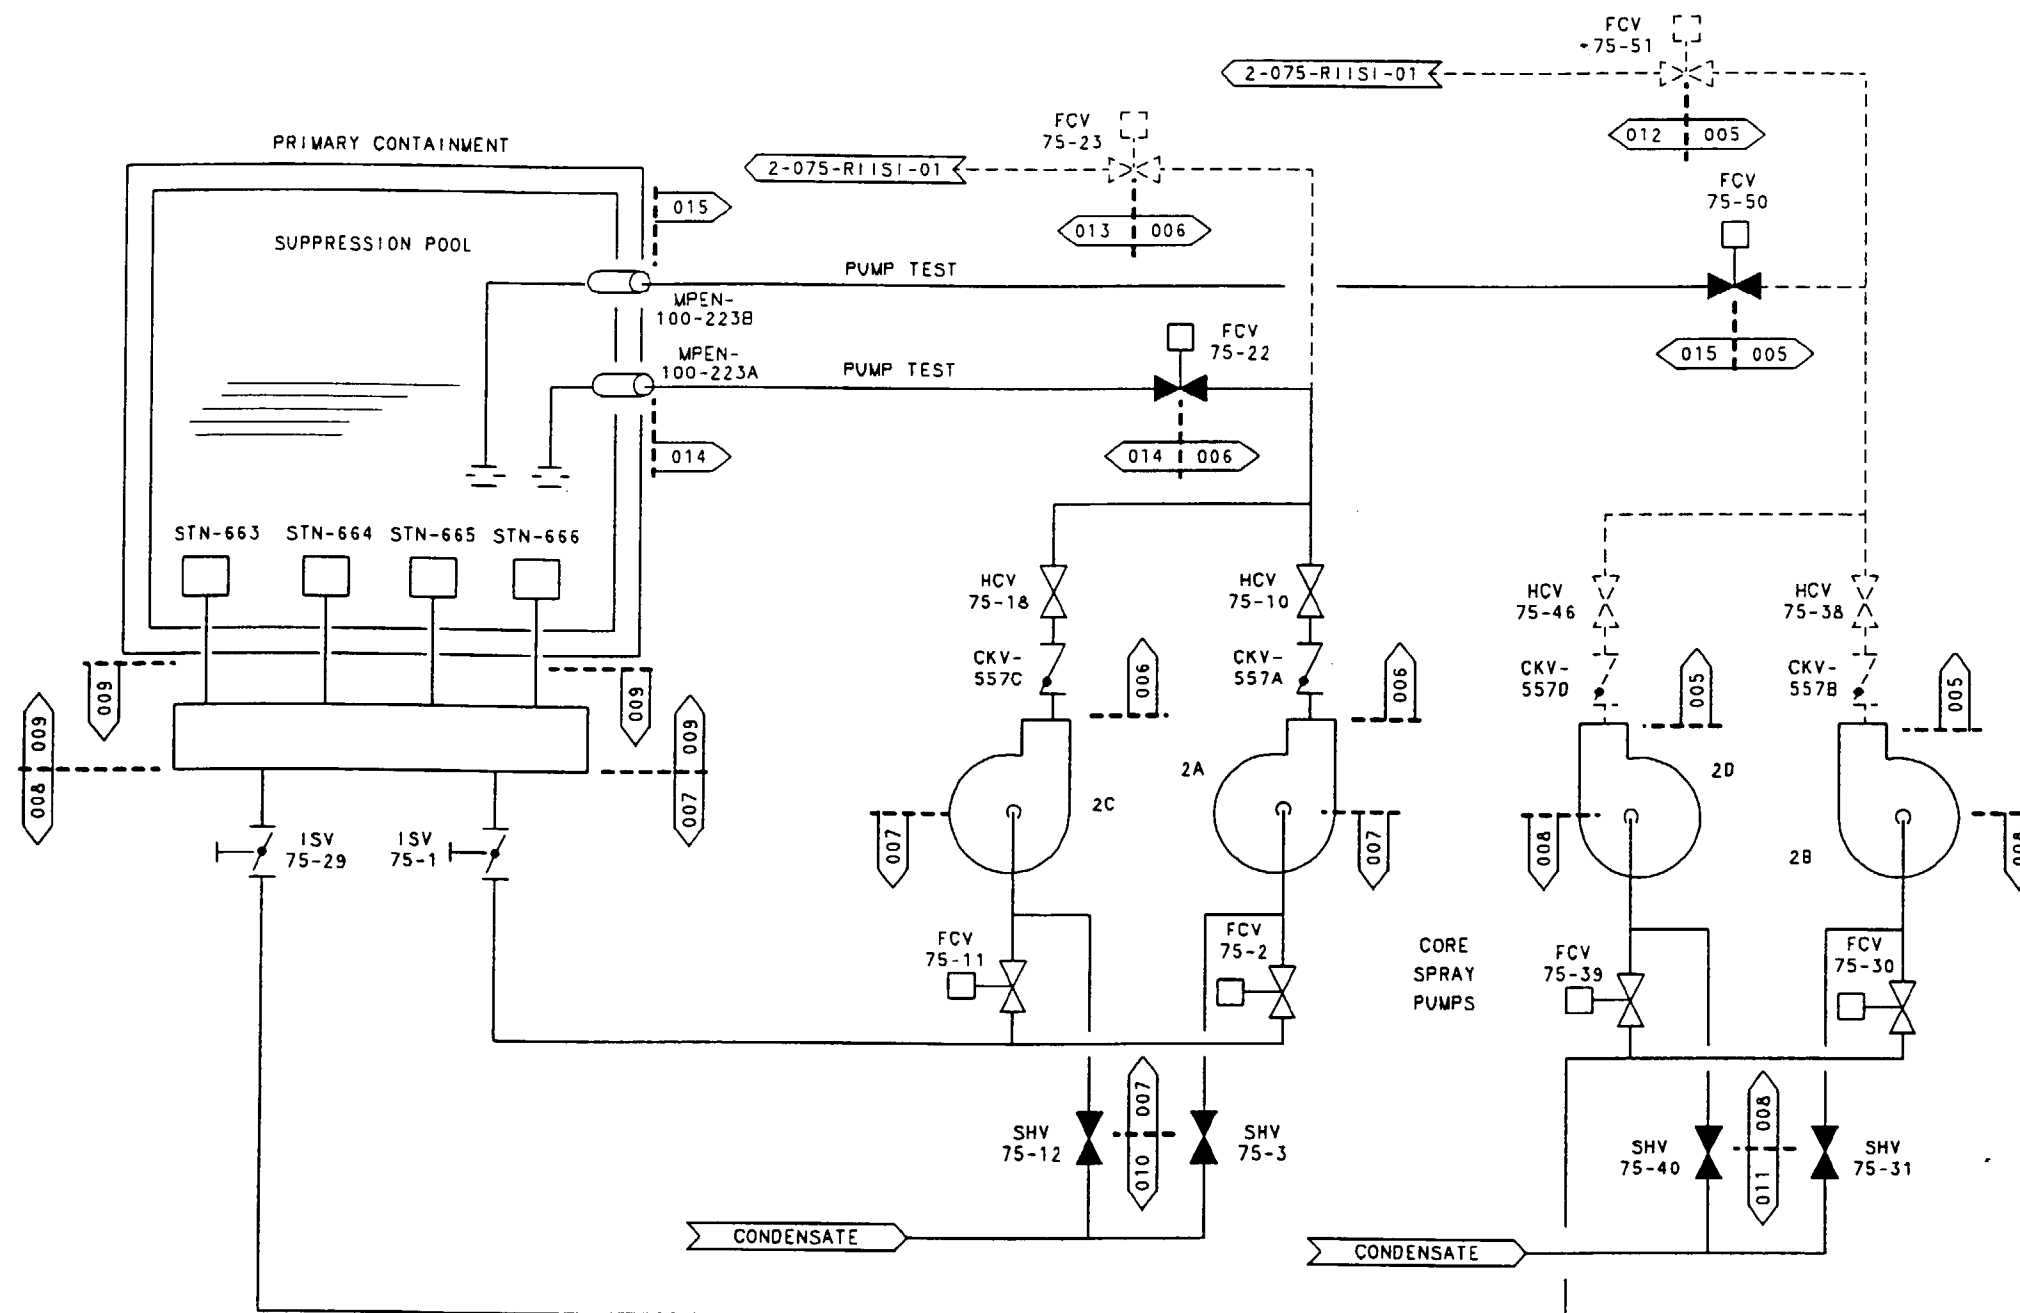 FCV
75-51
2-075-R11S1-01
012 005
FCV
75-23
2-075-R11S1-01
013 006
PRIMARY CONTAINMENT
015
SUPPRESSION POOL
FCV
75-50
PUMP TEST
MPEN-
100-223B
015 005
FCV
75-22
MPEN-
100-223A
PUMP TEST
014
014 006
STN-663
STN-664
STN-665
STN-666
HCV
75-18
HCV
75-10
HCV
75-46
HCV
75-38
CKV-
557C
006
CKV-
557A
006
CKV-
557D
005
CKV-
557B
005
009
009
008 009
007 009
2C
2A
2D
2B
007
007
008
008
ISV
75-29
ISV
75-1
FCV
75-11
FCV
75-2
CORE
SPRAY
PUMPS
FCV
75-39
FCV
75-30
SHV
75-12
010 007
SHV
75-3
SHV
75-40
011 008
SHV
75-31
CONDENSATE
CONDENSATE